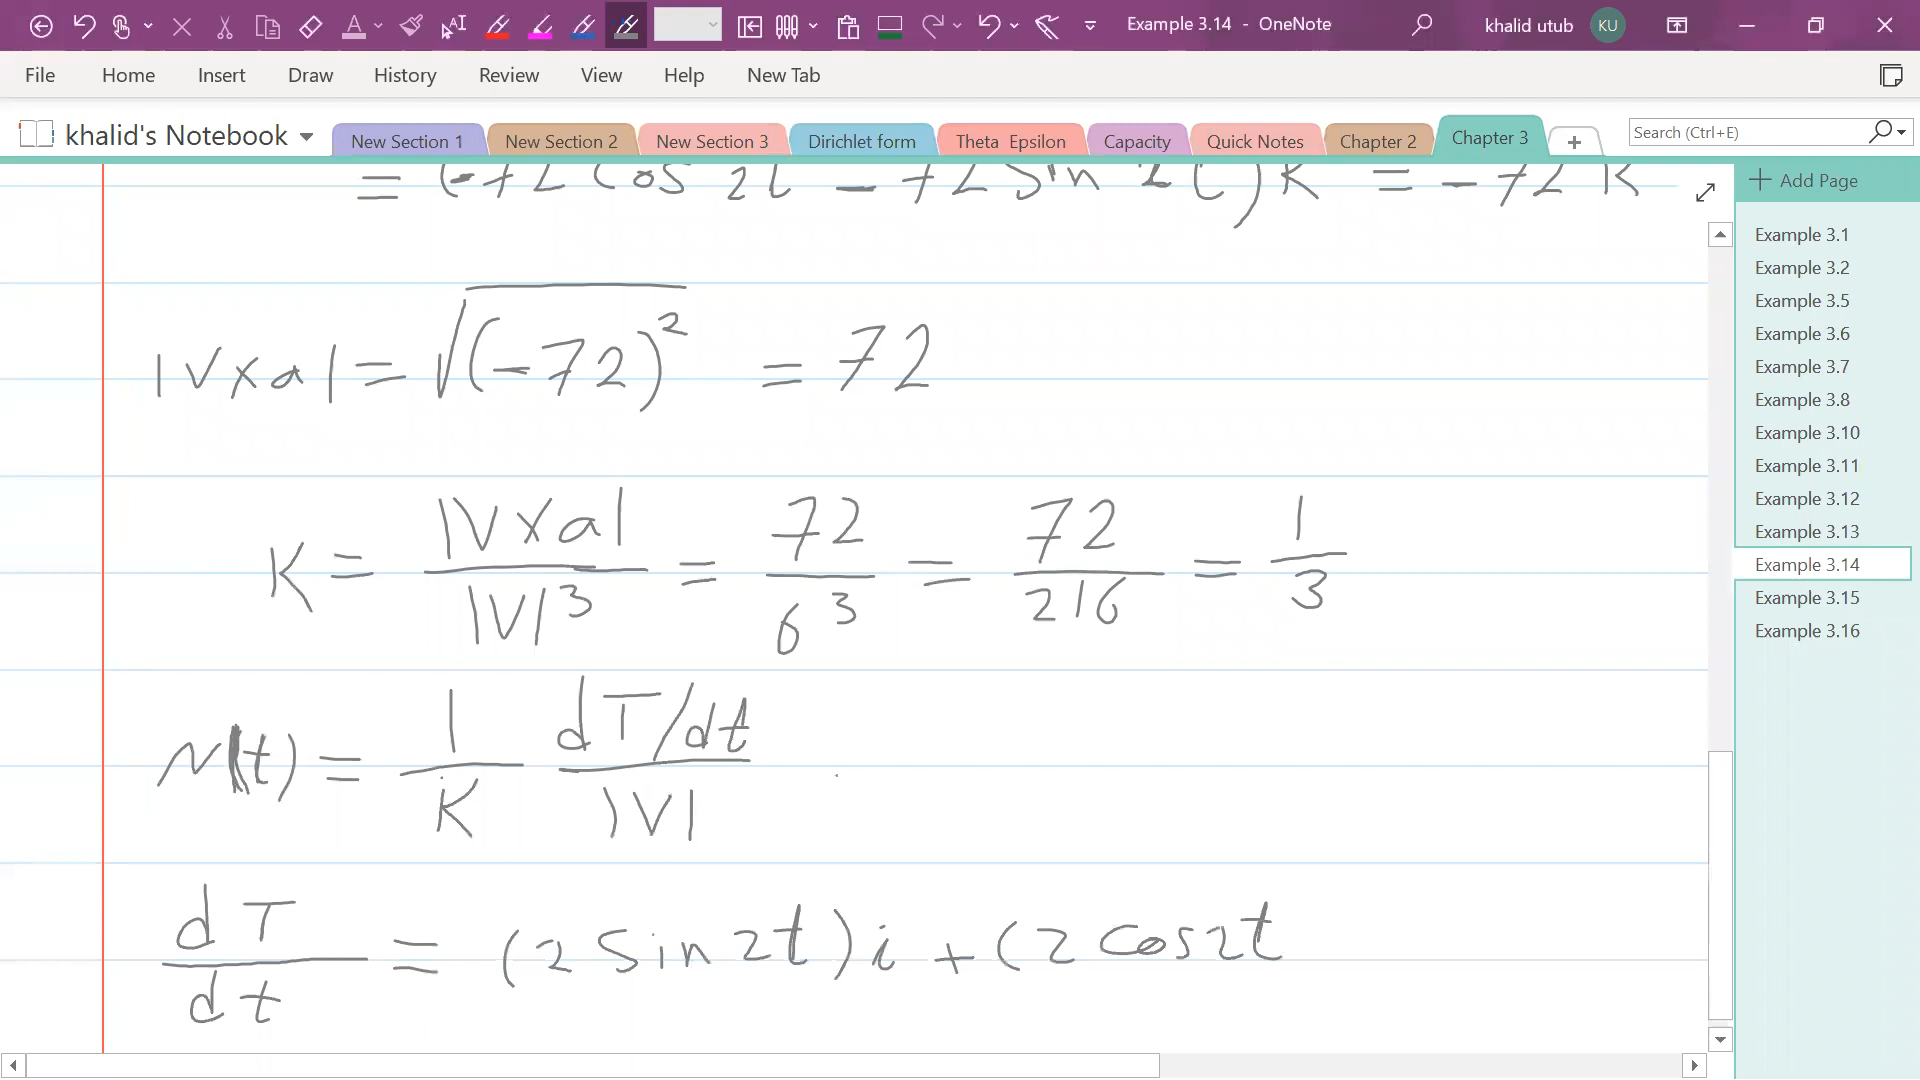 Example 3.14 - OneNote
khalid utub
KU
File Home Insert Draw History Review View Help New Tab
khalid's Notebook
New Section 1 New Section 2 New Section 3 Dirichlet form Theta Epsilon Capacity Quick Notes Chapter 2 Chapter 3 +
Search (Ctrl+E)
Add Page
Example 3.1
Example 3.2
Example 3.5
Example 3.6
Example 3.7
Example 3.8
Example 3.10
Example 3.11
Example 3.12
Example 3.13
Example 3.14
Example 3.15
Example 3.16
= (-72 cos 2t - 72 sin² 2t) K = -72 K
|V×a| = √(-72)² = 72
K = |V×a| / |V|³ = 72 / 6³ = 72 / 216 = 1/3
N(t) = 1/K dT/dt / |V|
dT/dt = (2 sin 2t) i + (2 cos 2t